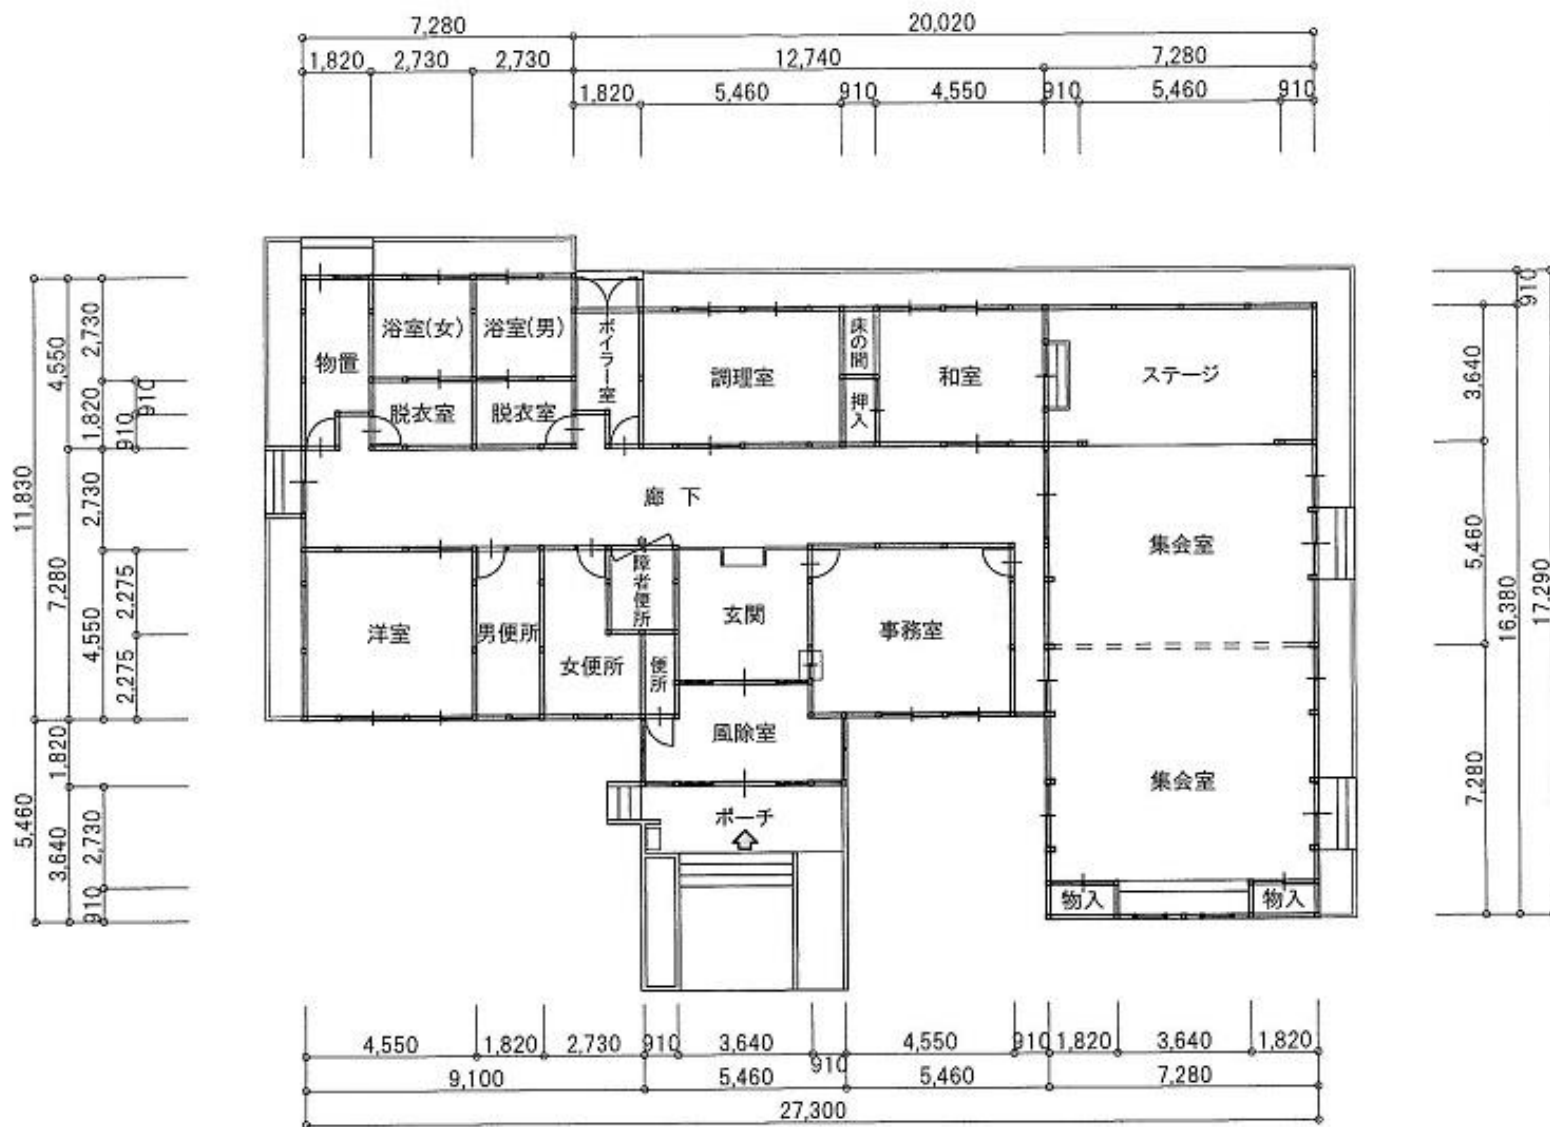 7,280 20,020
1,820 2,730 2,730 12,740 7,280
1,820 5,460 910 4,550 910 5,460 910
11,830
5,460
4,550
7,280
1,820
3,640
2,730
1,820
2,730
4,550
2,730
910
910
910
2,275
2,275
物置
浴室(女)
浴室(男)
脱衣室
脱衣室
ボイラー室
調理室
床の間
押入
和室
ステージ
廊 下
集会室
洋室
男便所
女便所
障者便所
便所
玄関
事務室
風除室
集会室
ポーチ
物入
物入
910
3,640
5,460
7,280
16,380
17,290
4,550 1,820 2,730 910 3,640 910 4,550 910 1,820 3,640 1,820
9,100 5,460 5,460 7,280
27,300